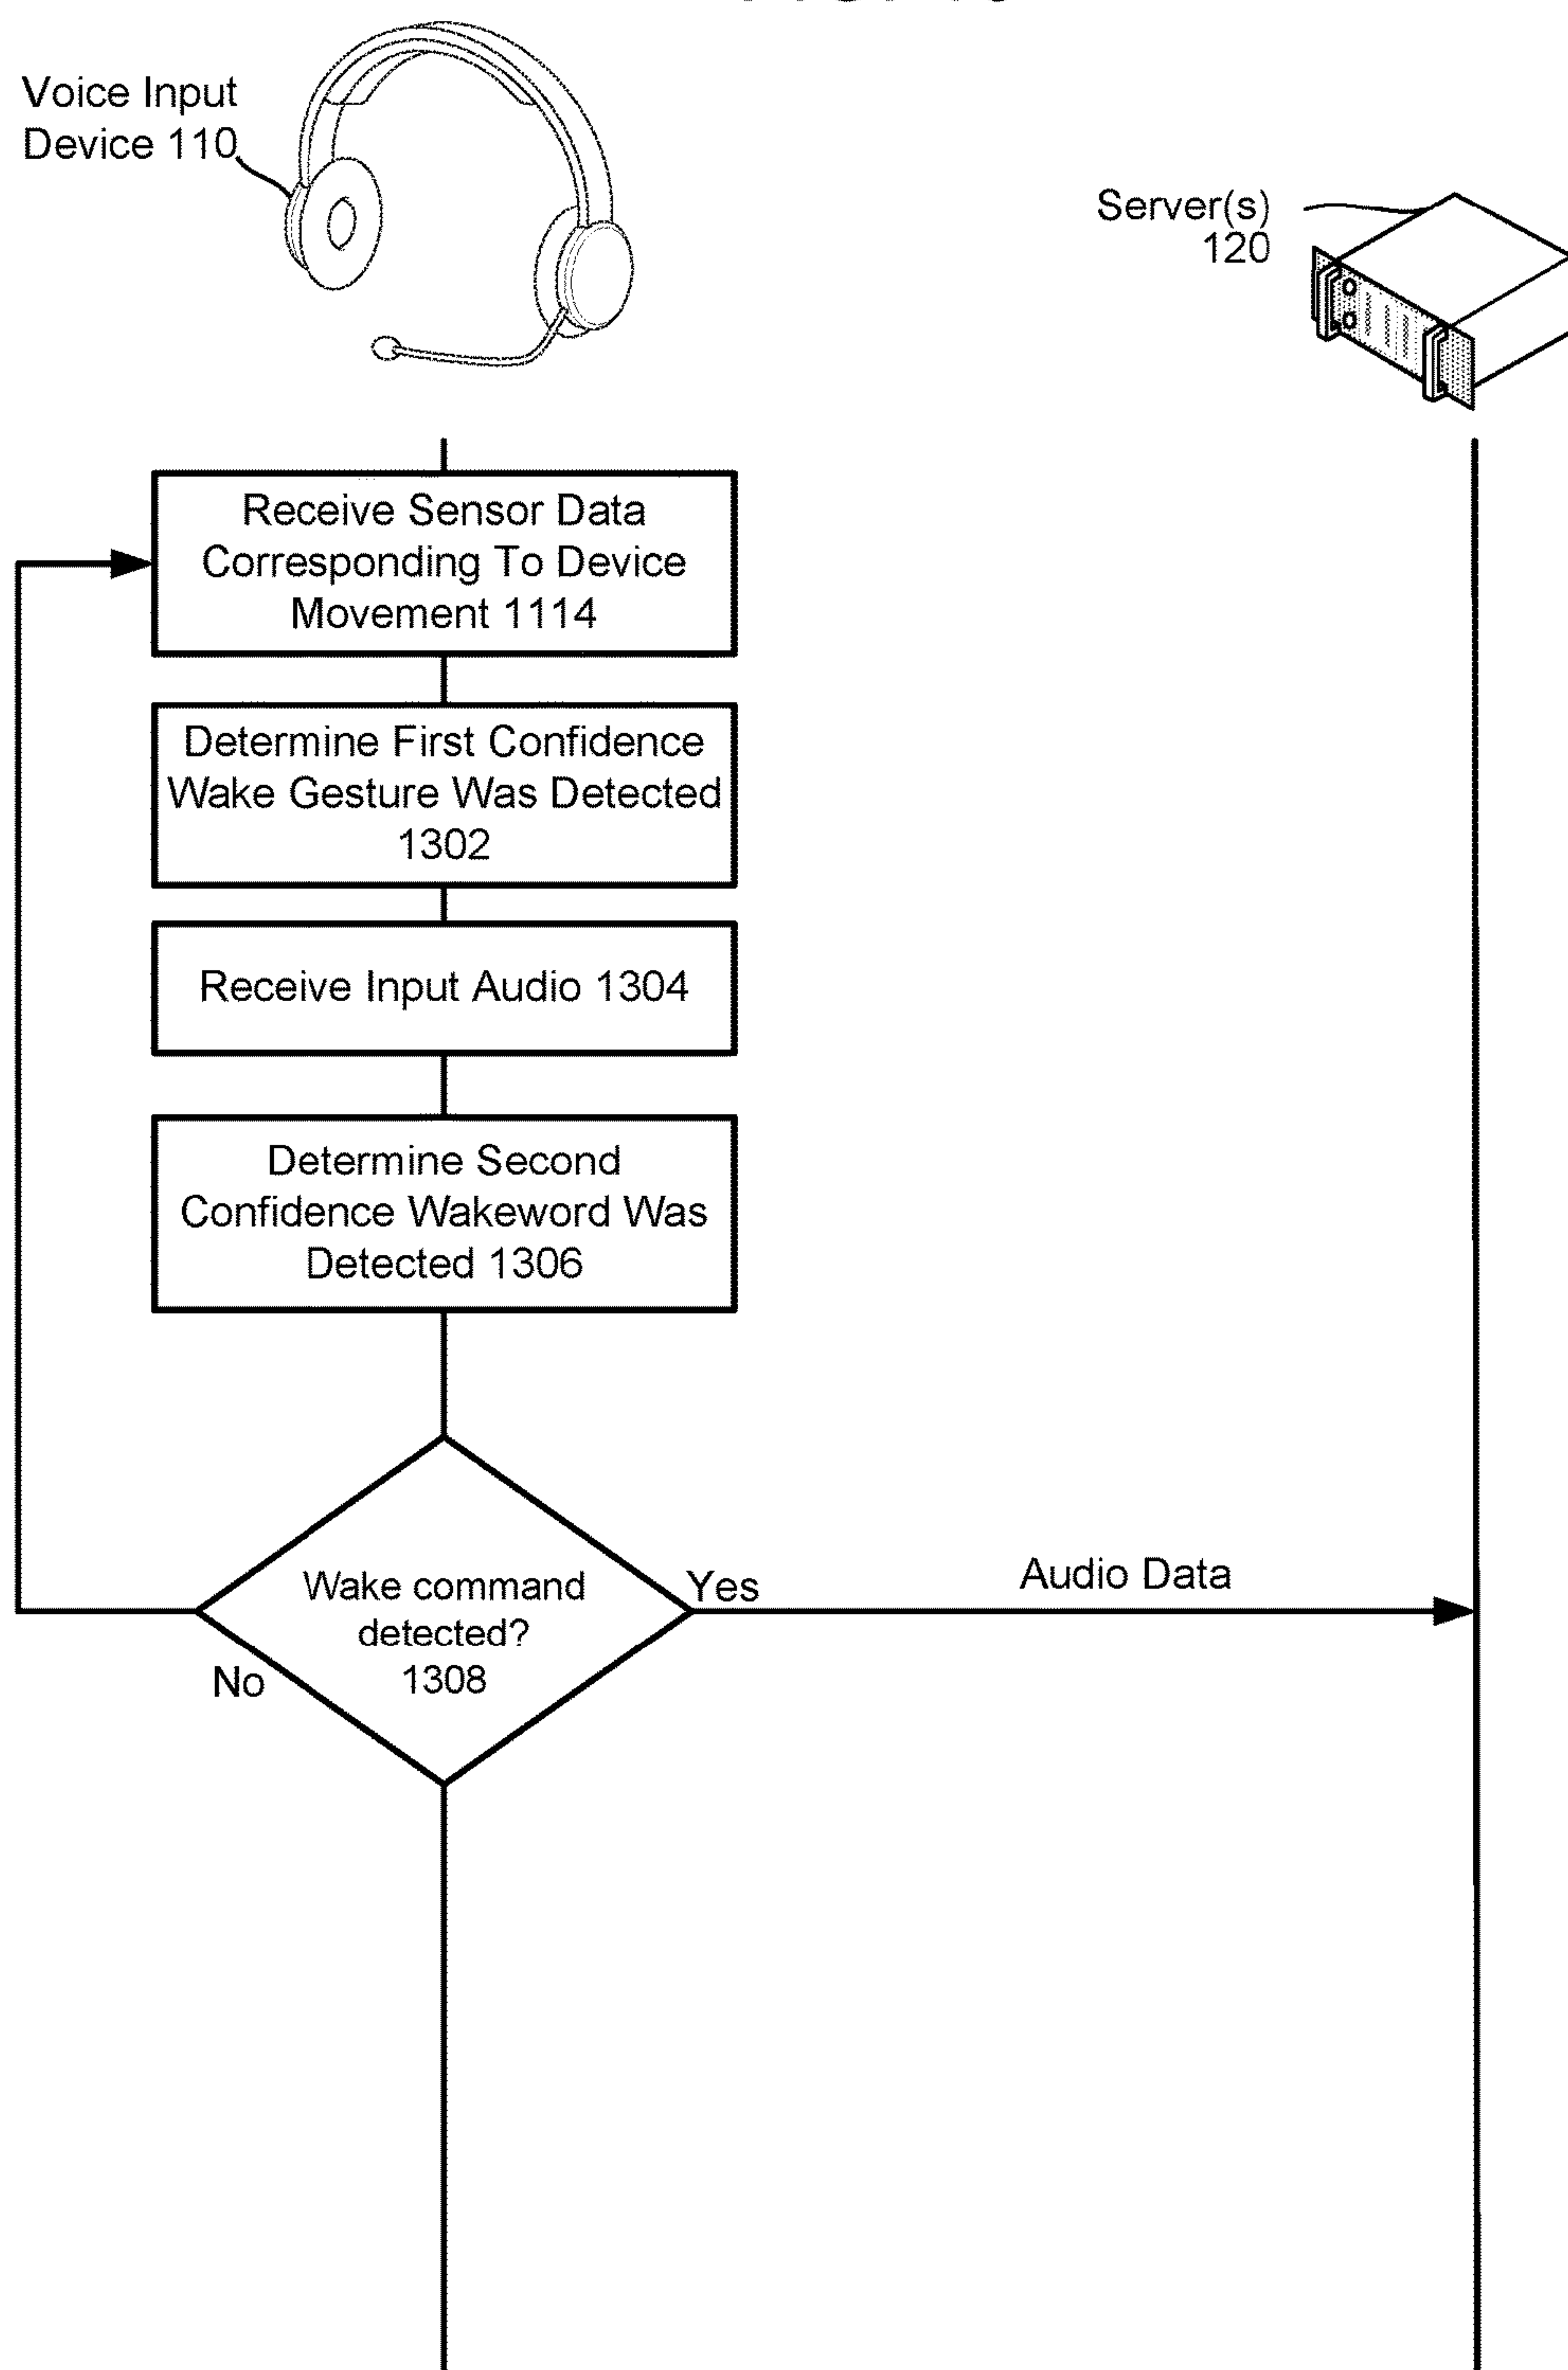 Voice Input
Device 110
Server(s)
120
Receive Sensor Data
Corresponding To Device
Movement 1114
Determine First Confidence
Wake Gesture Was Detected
1302
Receive Input Audio 1304
Determine Second
Confidence Wakeword Was
Detected 1306
Wake command
detected?
1308
Yes
No
Audio Data